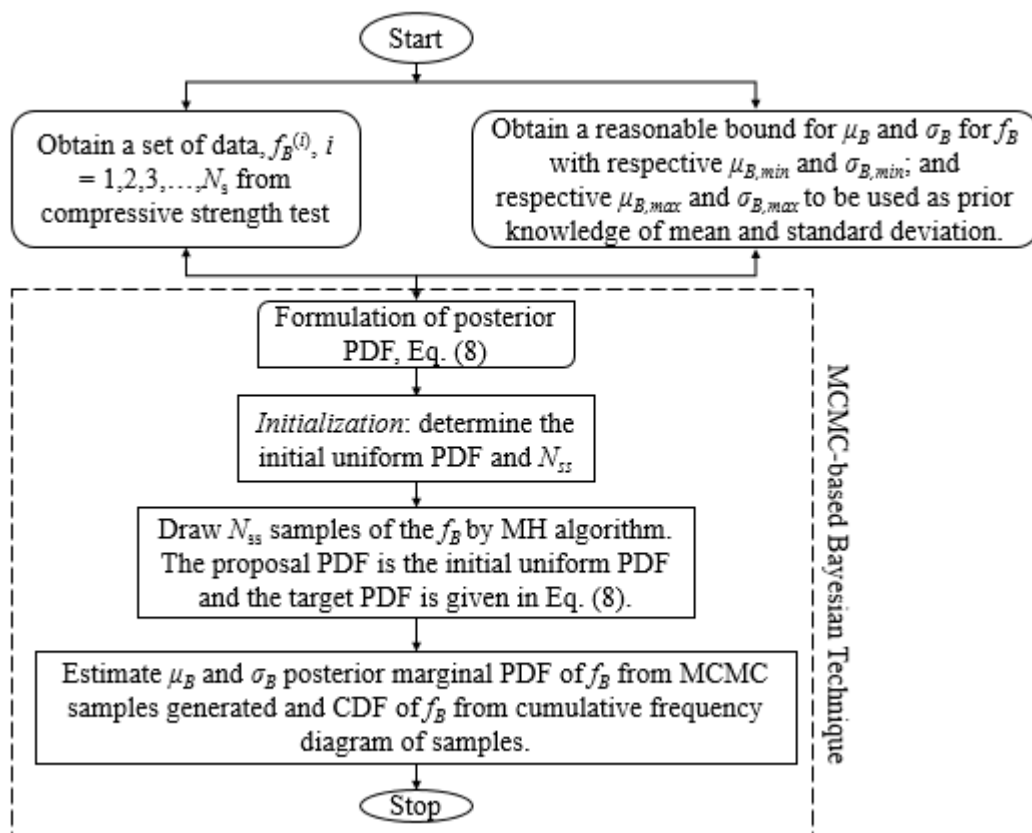 Start
Obtain a set of data, f_B^(i), i
= 1,2,3,…,N_s from
compressive strength test
Obtain a reasonable bound for μ_B and σ_B for f_B
with respective μ_B,min and σ_B,min; and
respective μ_B,max and σ_B,max to be used as prior
knowledge of mean and standard deviation.
Formulation of posterior
PDF, Eq. (8)
Initialization: determine the
initial uniform PDF and N_ss
Draw N_ss samples of the f_B by MH algorithm.
The proposal PDF is the initial uniform PDF
and the target PDF is given in Eq. (8).
Estimate μ_B and σ_B posterior marginal PDF of f_B from MCMC
samples generated and CDF of f_B from cumulative frequency
diagram of samples.
Stop
MCMC-based Bayesian Technique